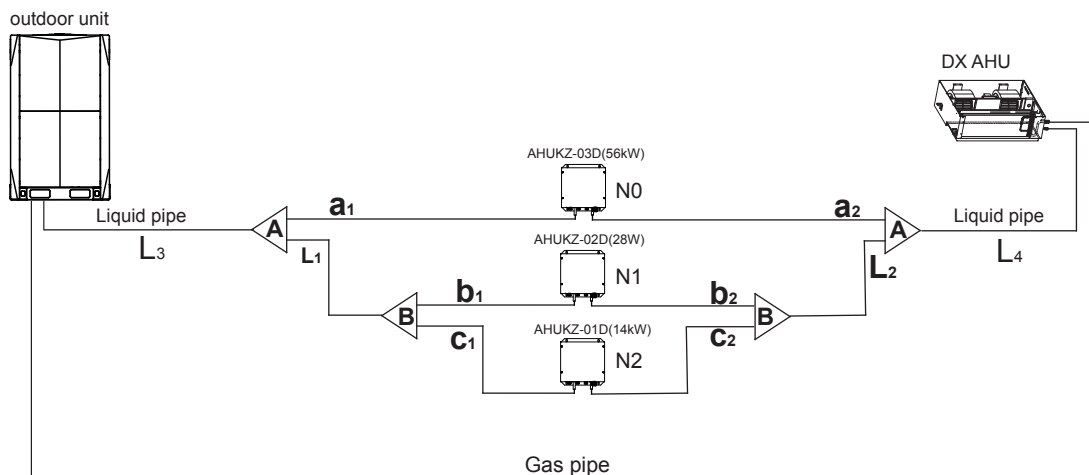 outdoor unit
DX AHU
AHUKZ-03D(56kW)
N0
a1
a2
A
A
Liquid pipe
Liquid pipe
L3
L4
L1
L2
AHUKZ-02D(28W)
N1
b1
b2
B
B
c1
c2
AHUKZ-01D(14kW)
N2
Gas pipe